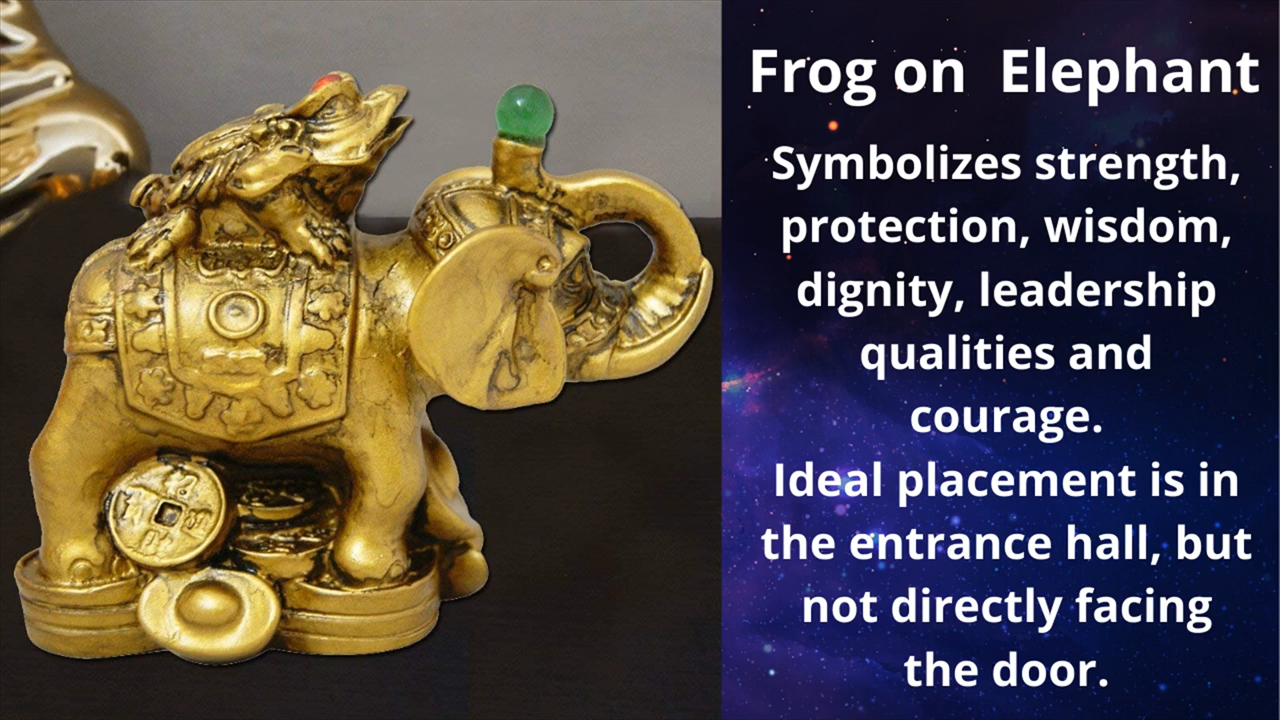 Frog on  Elephant
Symbolizes strength,
protection, wisdom,
dignity, leadership
qualities and
courage.
Ideal placement is in
the entrance hall, but
not directly facing
the door.